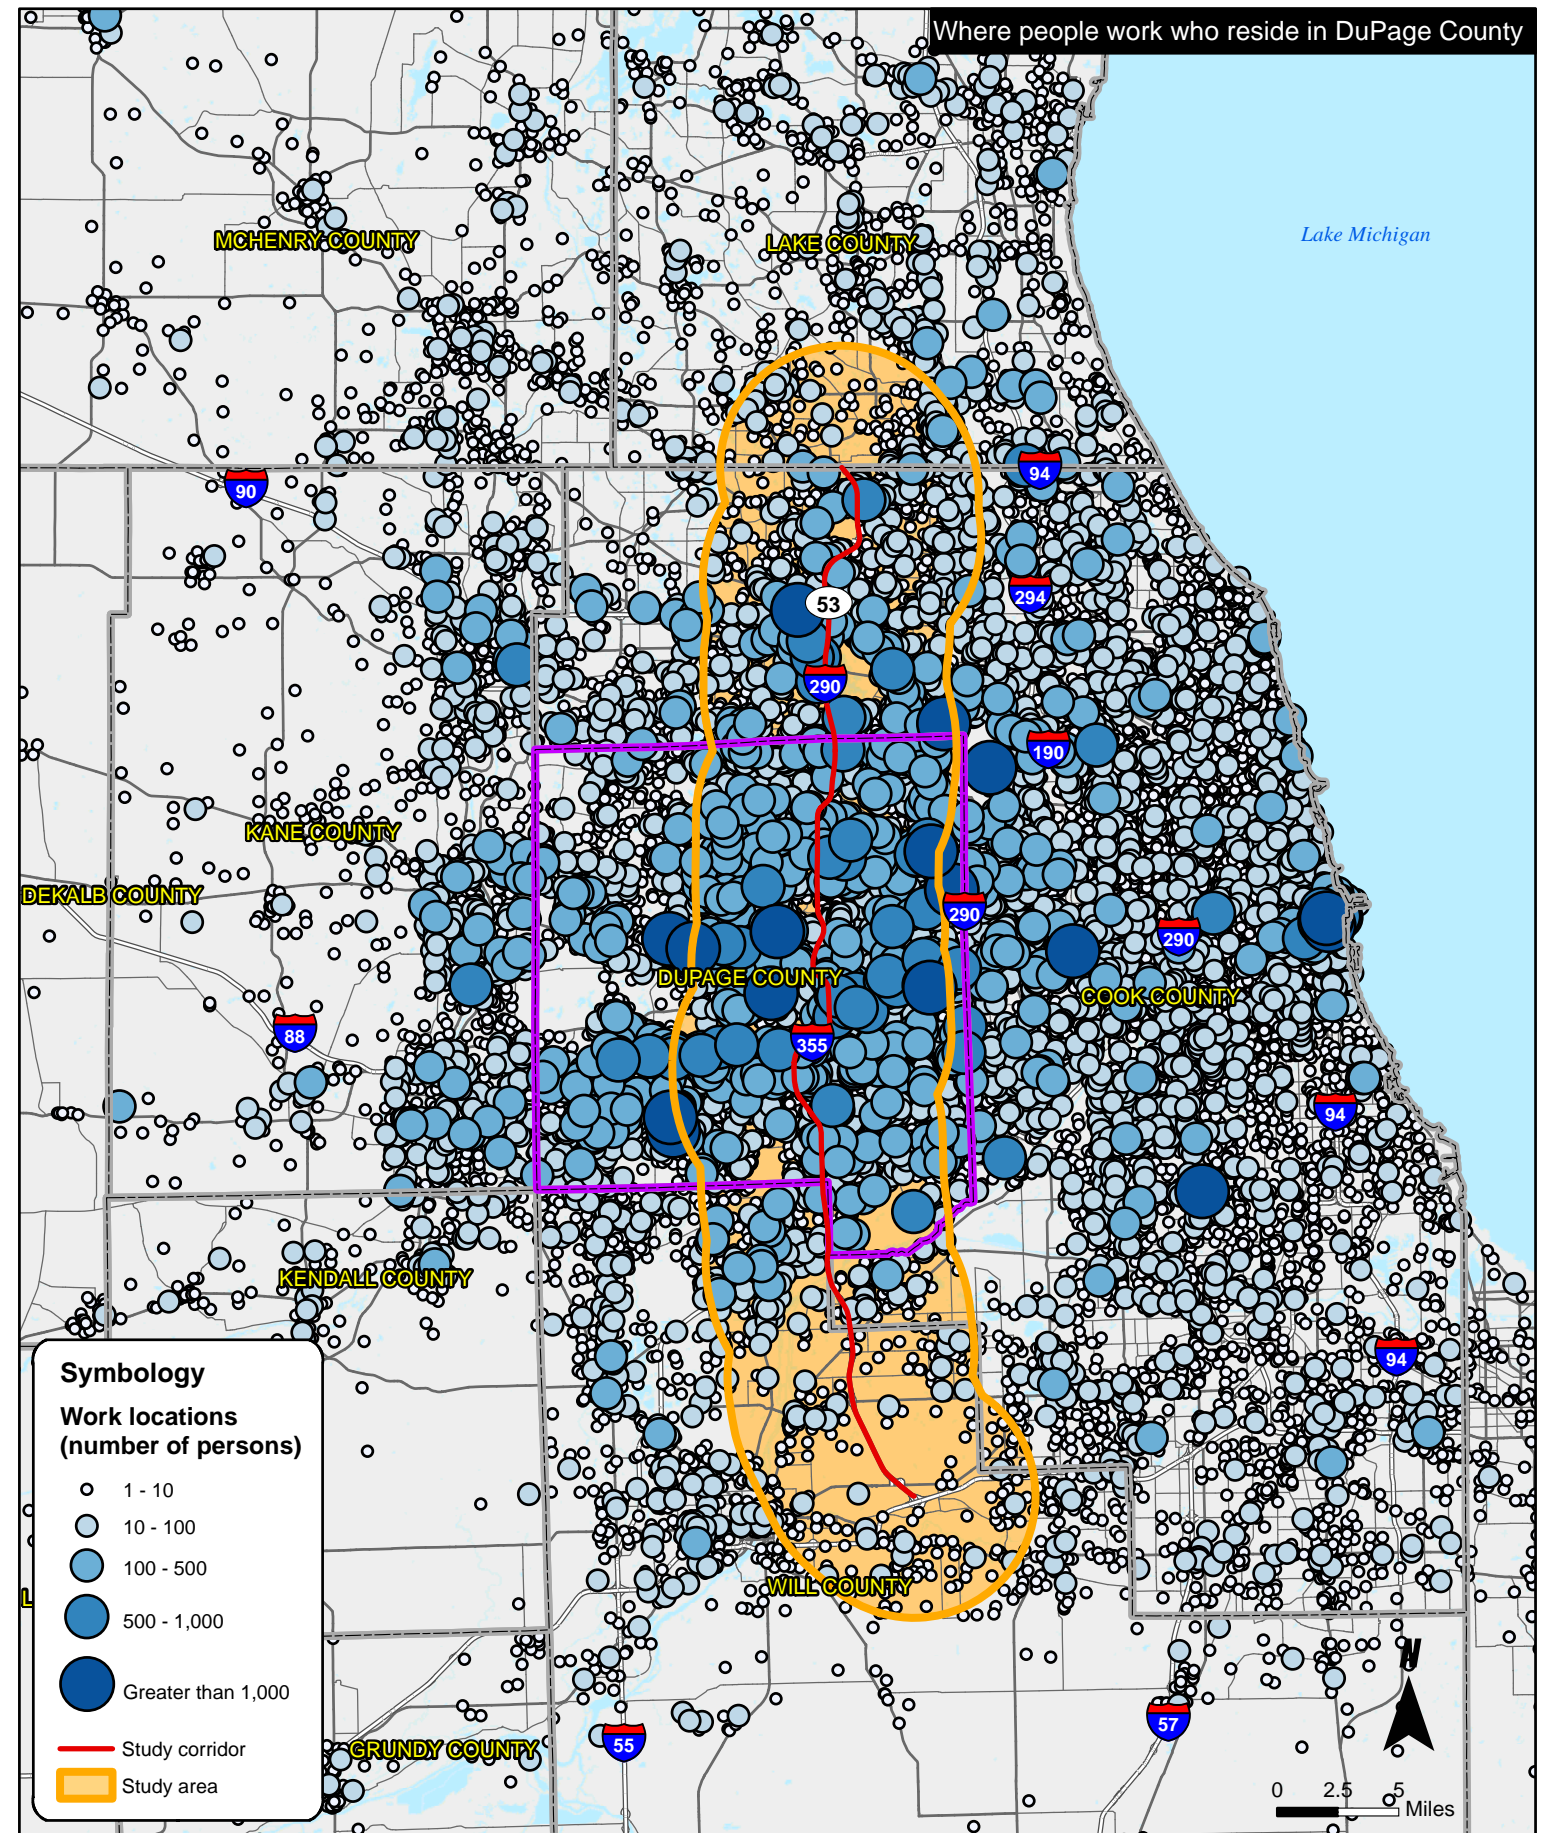 Where people work who reside in DuPage County
Lake Michigan
MCHENRY COUNTY
LAKE COUNTY
90
94
294
53
290
190
KANE COUNTY
DEKALB COUNTY
290
290
DUPAGE COUNTY
COOK COUNTY
88
355
94
KENDALL COUNTY
94
Symbology
Work locations
(number of persons)
1 - 10
10 - 100
100 - 500
500 - 1,000
Greater than 1,000
Study corridor
Study area
L
WILL COUNTY
GRUNDY COUNTY
55
57
N
0 2.5 5
Miles